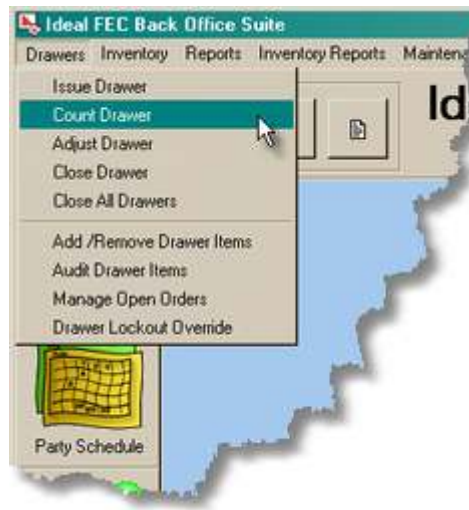 Ideal FEC Back Office Suite
Drawers Inventory Reports Inventory Reports
Issue Drawer
Id
Count Drawer
Adjust Drawer
Close Drawer
Close All Drawers
Add /Remove Drawer Items
Audit Drawer Items
Manage Open Orders
Drawer Lockout Override
Party Schedule